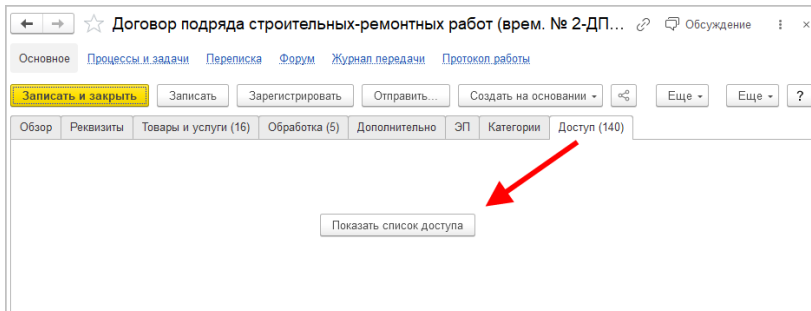 Договор подряда строительных-ремонтных работ (врем. № 2-ДП... Обсуждение
Основное Процессы и задачи Переписка Форум Журнал передачи Протокол работы
Записать и закрыть Записать Зарегистрировать Отправить... Создать на основании Еще Еще ?
Обзор Реквизиты Товары и услуги (16) Обработка (5) Дополнительно ЭП Категории Доступ (140)
Показать список доступа